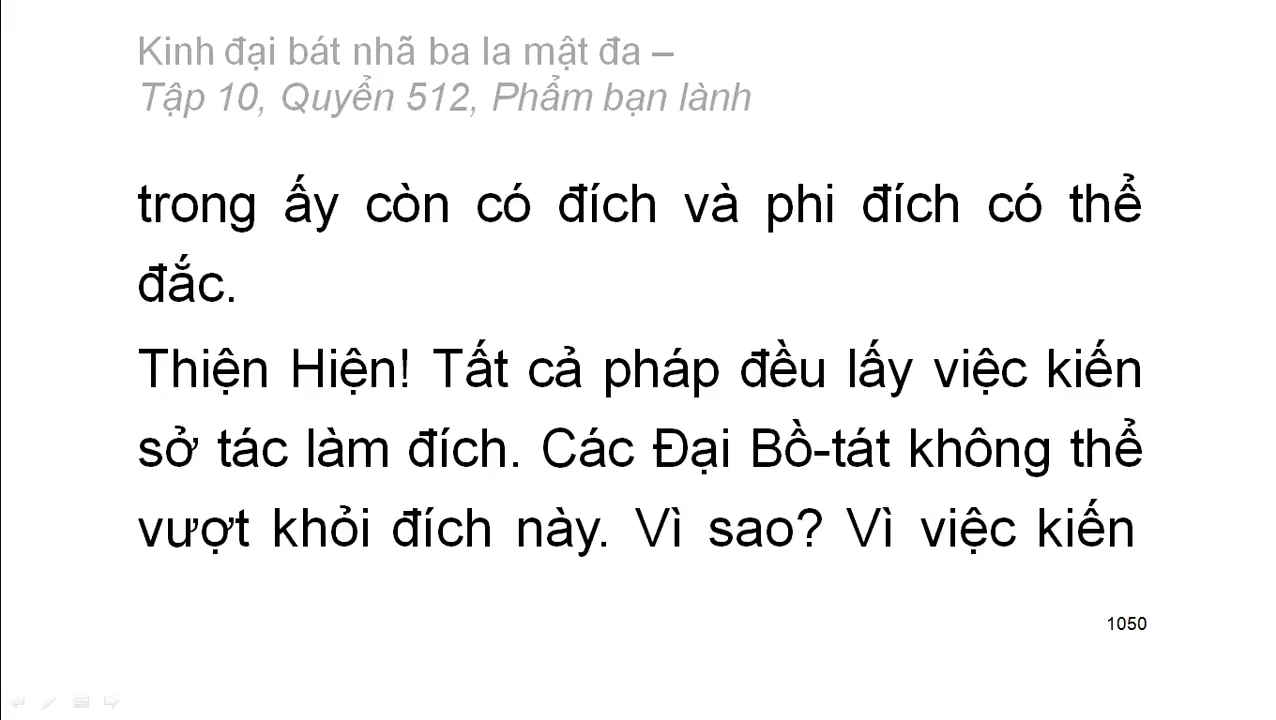 Kinh đại bát nhã ba la mật đa –
Tập 10, Quyển 512, Phẩm bạn lành
trong ấy còn có đích và phi đích có thể
đắc.
Thiện Hiện! Tất cả pháp đều lấy việc kiến
sở tác làm đích. Các Đại Bồ-tát không thể
vượt khỏi đích này. Vì sao? Vì việc kiến
1050